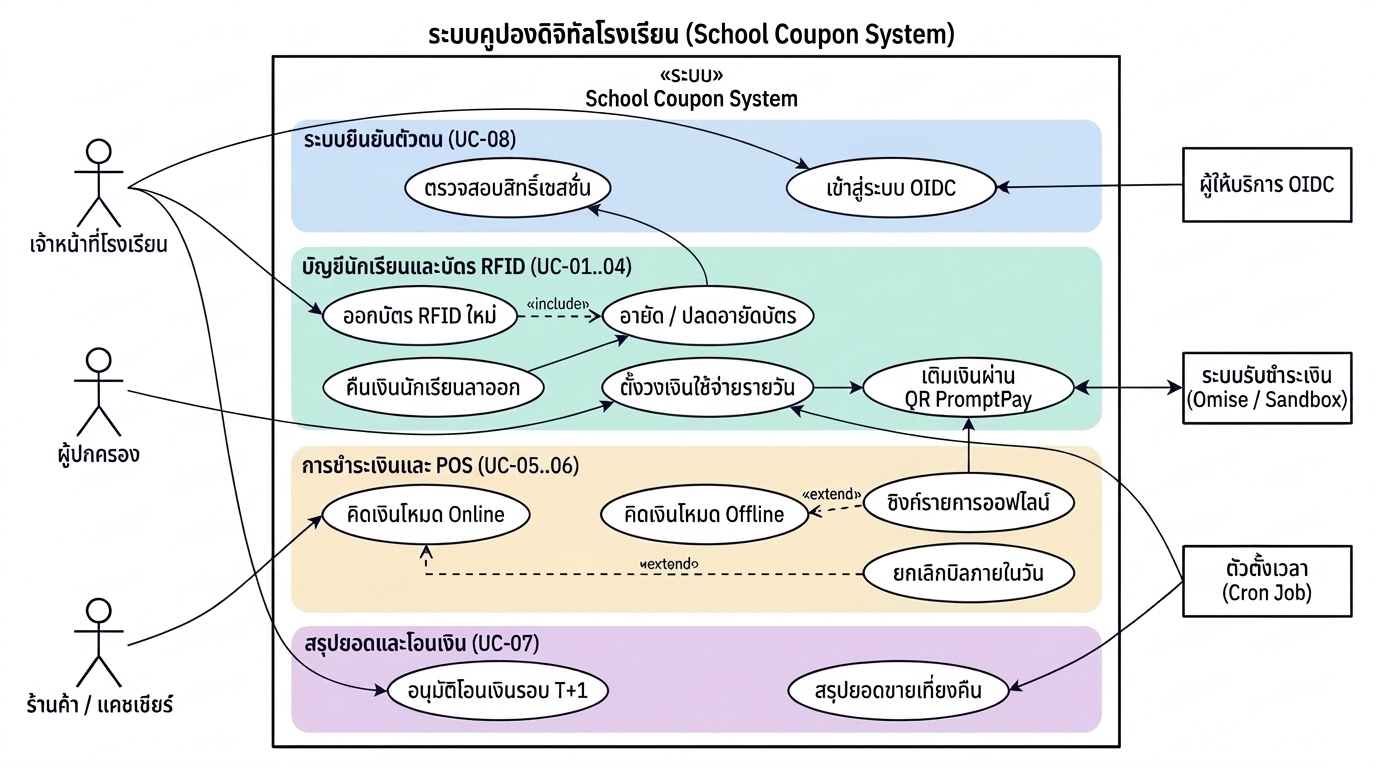 ระบบคูปองดิจิทัลโรงเรียน (School Coupon System)
«ระบบ»
School Coupon System
ระบบยืนยันตัวตน (UC-08)
ตรวจสอบสิทธิ์เซสชั่น
เข้าสู่ระบบ OIDC
ผู้ให้บริการ OIDC
เจ้าหน้าที่โรงเรียน
บัญชีนักเรียนและบัตร RFID (UC-01..04)
ออกบัตร RFID ใหม่
«include»
อายัด / ปลดอายัดบัตร
คืนเงินนักเรียนลาออก
ตั้งวงเงินใช้จ่ายรายวัน
เติมเงินผ่าน
QR PromptPay
ระบบรับชำระเงิน
(Omise / Sandbox)
ผู้ปกครอง
การชำระเงินและ POS (UC-05..06)
คิดเงินโหมด Online
คิดเงินโหมด Offline
«extend»
ซิงก์รายการออฟไลน์
«extend»
ยกเลิกบิลภายในวัน
ตัวตั้งเวลา
(Cron Job)
ร้านค้า / แคชเชียร์
สรุปยอดและโอนเงิน (UC-07)
อนุมัติโอนเงินรอบ T+1
สรุปยอดขายเที่ยงคืน